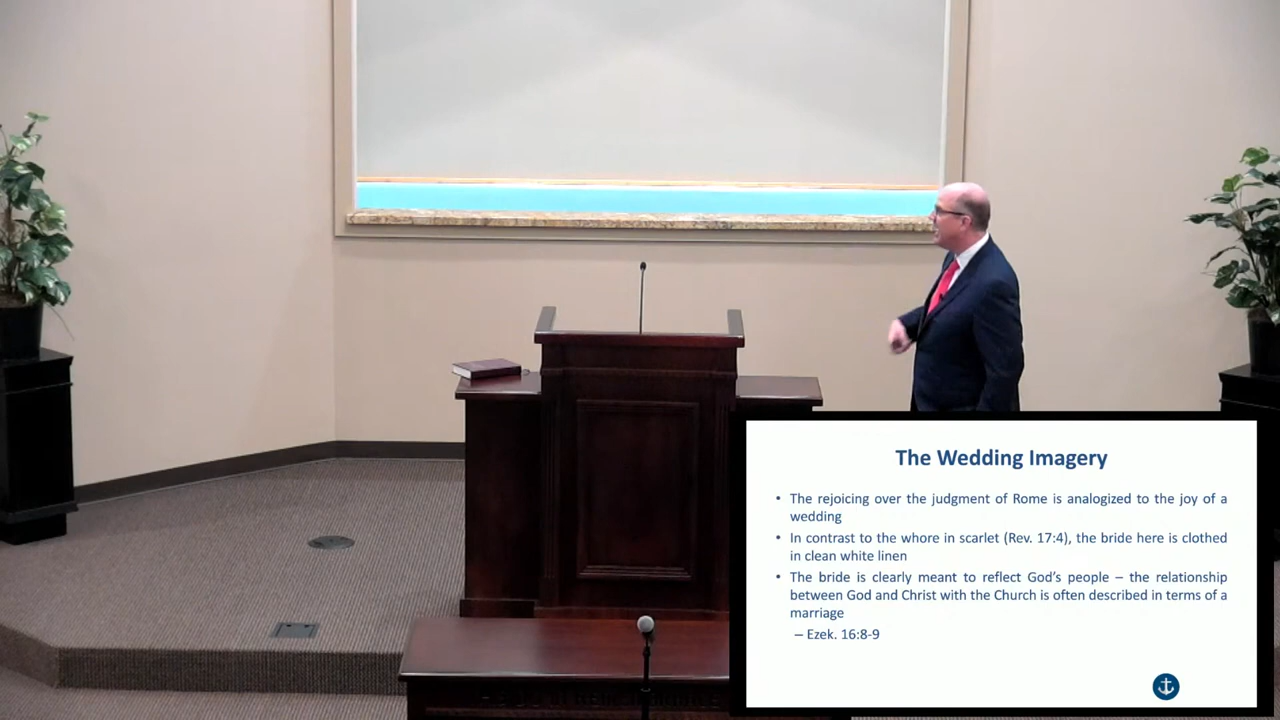 The Wedding Imagery
• The rejoicing over the judgment of Rome is analogized to the joy of a
wedding
• In contrast to the whore in scarlet (Rev. 17:4), the bride here is clothed
in clean white linen
• The bride is clearly meant to reflect God's people – the relationship
between God and Christ with the Church is often described in terms of a
marriage
– Ezek. 16:8-9